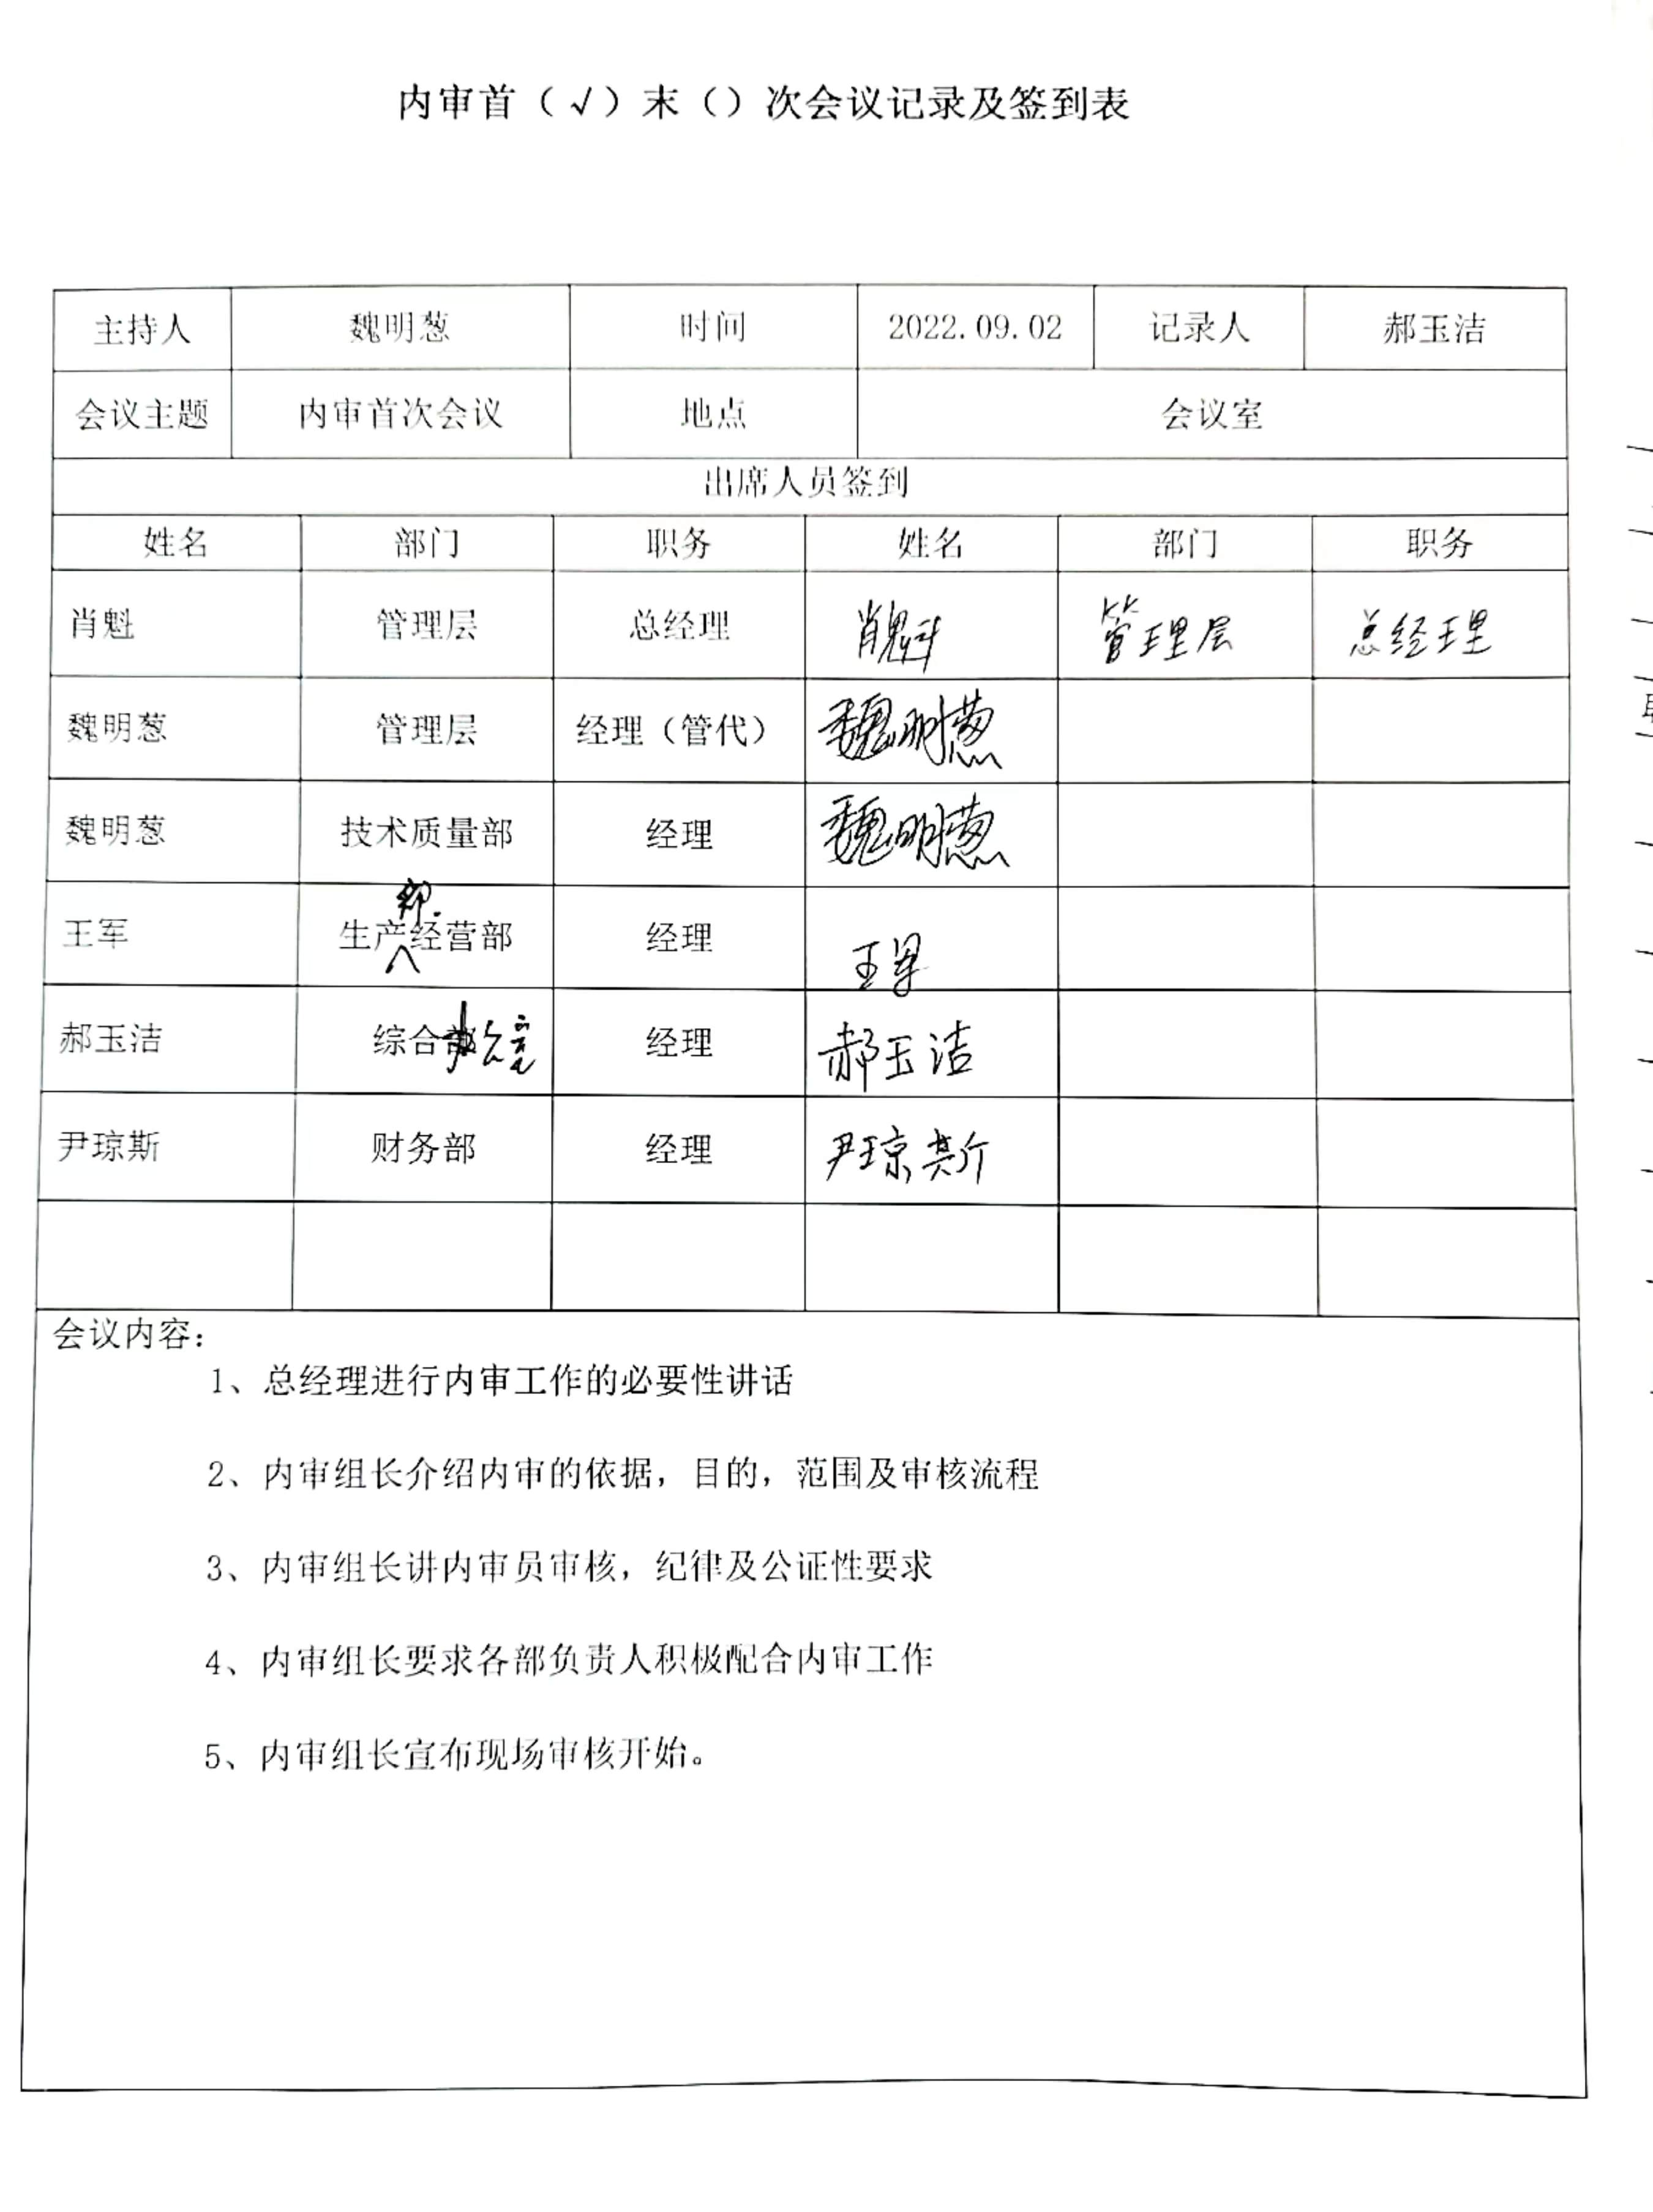 内审首（√）末（）次会议记录及签到表
主持人 魏明葱 时间 2022.09.02 记录人 郝玉洁
会议主题 内审首次会议 地点 会议室
出席人员签到
姓名 部门 职务 姓名 部门 职务
肖魁 管理层 总经理 肖魁 管理层 总经理
魏明葱 管理层 经理（管代） 魏明葱
魏明葱 技术质量部 经理 魏明葱
部
王军 生产经营部 经理 王军
郝玉洁 综合办公室 经理 郝玉洁
尹琼斯 财务部 经理 尹琼斯
会议内容：
1、总经理进行内审工作的必要性讲话
2、内审组长介绍内审的依据，目的，范围及审核流程
3、内审组长讲内审员审核，纪律及公证性要求
4、内审组长要求各部负责人积极配合内审工作
5、内审组长宣布现场审核开始。